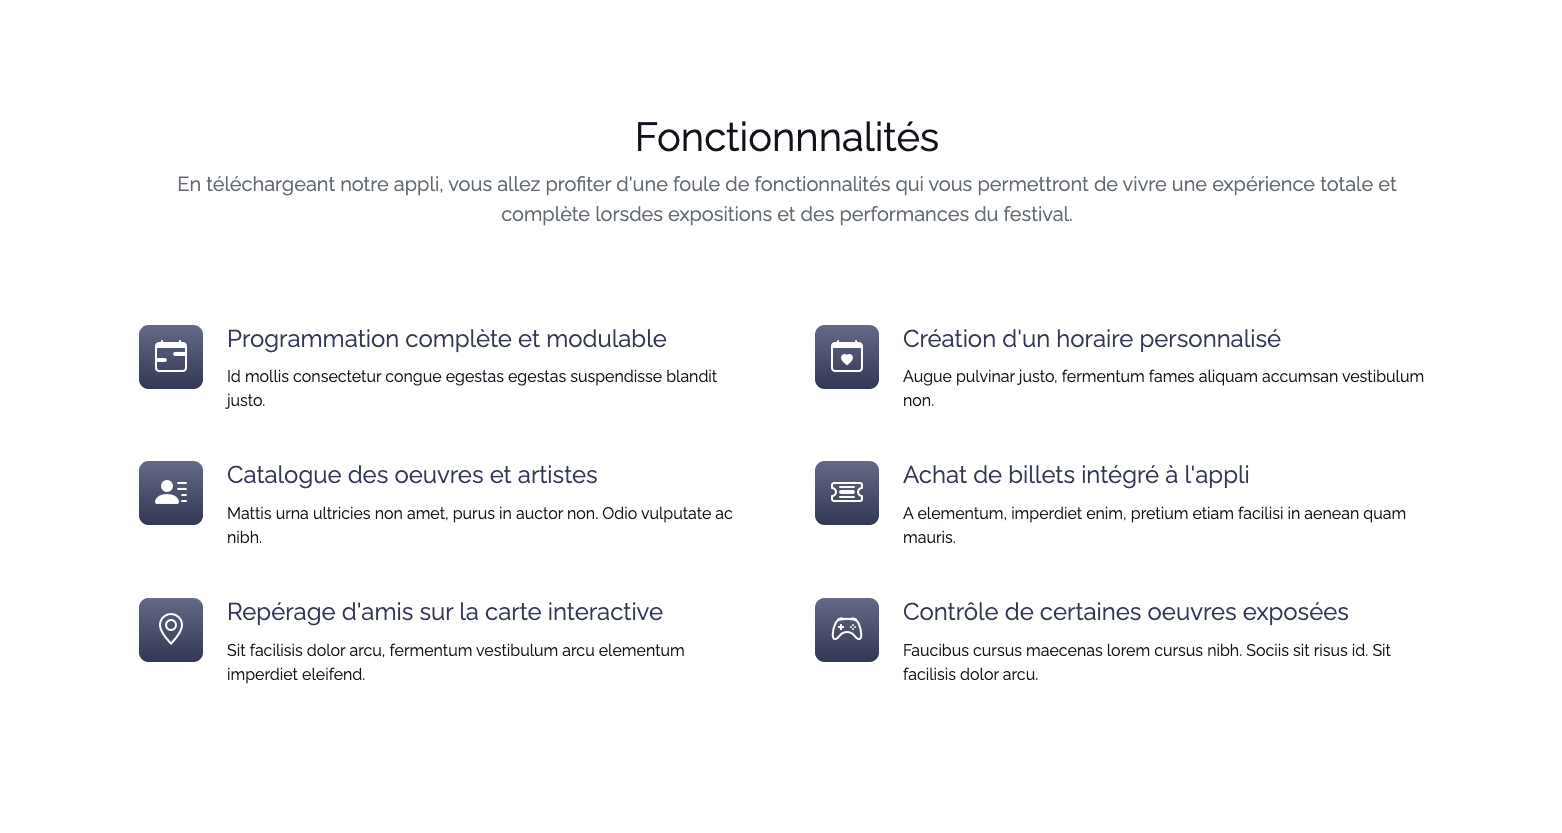 Fonctionnnalités
En téléchargeant notre appli, vous allez profiter d'une foule de fonctionnalités qui vous permettront de vivre une expérience totale et
complète lorsdes expositions et des performances du festival.
Programmation complète et modulable
Id mollis consectetur congue egestas egestas suspendisse blandit
justo.
Création d'un horaire personnalisé
Augue pulvinar justo, fermentum fames aliquam accumsan vestibulum
non.
Catalogue des oeuvres et artistes
Mattis urna ultricies non amet, purus in auctor non. Odio vulputate ac
nibh.
Achat de billets intégré à l'appli
A elementum, imperdiet enim, pretium etiam facilisi in aenean quam
mauris.
Repérage d'amis sur la carte interactive
Sit facilisis dolor arcu, fermentum vestibulum arcu elementum
imperdiet eleifend.
Contrôle de certaines oeuvres exposées
Faucibus cursus maecenas lorem cursus nibh. Sociis sit risus id. Sit
facilisis dolor arcu.